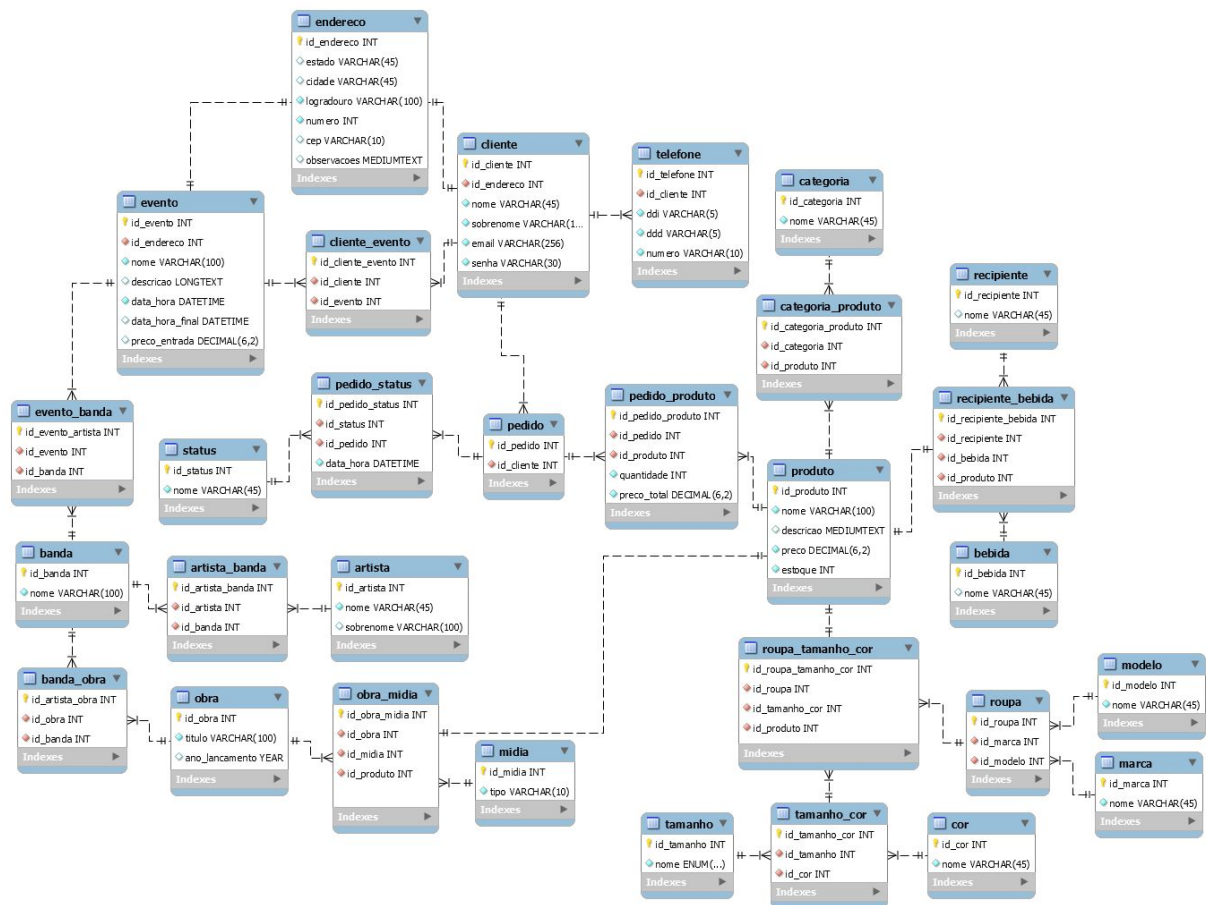 endereco
id_endereco INT
estado VARCHAR(45)
cidade VARCHAR(45)
logradouro VARCHAR(100)
numero INT
cep VARCHAR(10)
observacoes MEDIUMTEXT
Indexes
cliente
id_cliente INT
id_endereco INT
nome VARCHAR(45)
sobrenome VARCHAR(1...
email VARCHAR(256)
senha VARCHAR(30)
Indexes
telefone
id_telefone INT
id_cliente INT
ddi VARCHAR(5)
ddd VARCHAR(5)
numero VARCHAR(10)
Indexes
categoria
id_categoria INT
nome VARCHAR(45)
Indexes
evento
id_evento INT
id_endereco INT
nome VARCHAR(100)
descricao LONGTEXT
data_hora DATETIME
data_hora_final DATETIME
preco_entrada DECIMAL(6,2)
Indexes
cliente_evento
id_cliente_evento INT
id_cliente INT
id_evento INT
Indexes
recipiente
id_recipiente INT
nome VARCHAR(45)
Indexes
categoria_produto
id_categoria_produto INT
id_categoria INT
id_produto INT
Indexes
pedido_status
id_pedido_status INT
id_status INT
id_pedido INT
data_hora DATETIME
Indexes
pedido_produto
id_pedido_produto INT
id_pedido INT
id_produto INT
quantidade INT
preco_total DECIMAL(6,2)
Indexes
recipiente_bebida
id_recipiente_bebida INT
id_recipiente INT
id_bebida INT
id_produto INT
Indexes
evento_banda
id_evento_artista INT
id_evento INT
id_banda INT
Indexes
status
id_status INT
nome VARCHAR(45)
Indexes
pedido
id_pedido INT
id_cliente INT
Indexes
produto
id_produto INT
nome VARCHAR(100)
descricao MEDIUMTEXT
preco DECIMAL(6,2)
estoque INT
Indexes
banda
id_banda INT
nome VARCHAR(100)
Indexes
artista_banda
id_artista_banda INT
id_artista INT
id_banda INT
Indexes
artista
id_artista INT
nome VARCHAR(45)
sobrenome VARCHAR(100)
Indexes
bebida
id_bebida INT
nome VARCHAR(45)
Indexes
banda_obra
id_artista_obra INT
id_obra INT
id_banda INT
Indexes
obra
id_obra INT
titulo VARCHAR(100)
ano_lancamento YEAR
Indexes
obra_midia
id_obra_midia INT
id_obra INT
id_midia INT
id_produto INT
Indexes
midia
id_midia INT
tipo VARCHAR(10)
Indexes
roupa_tamanho_cor
id_roupa_tamanho_cor INT
id_roupa INT
id_tamanho_cor INT
id_produto INT
Indexes
roupa
id_roupa INT
id_marca INT
id_modelo INT
Indexes
modelo
id_modelo INT
nome VARCHAR(45)
Indexes
marca
id_marca INT
nome VARCHAR(45)
Indexes
tamanho
id_tamanho INT
nome ENUM(...)
Indexes
tamanho_cor
id_tamanho_cor INT
id_tamanho INT
id_cor INT
Indexes
cor
id_cor INT
nome VARCHAR(45)
Indexes